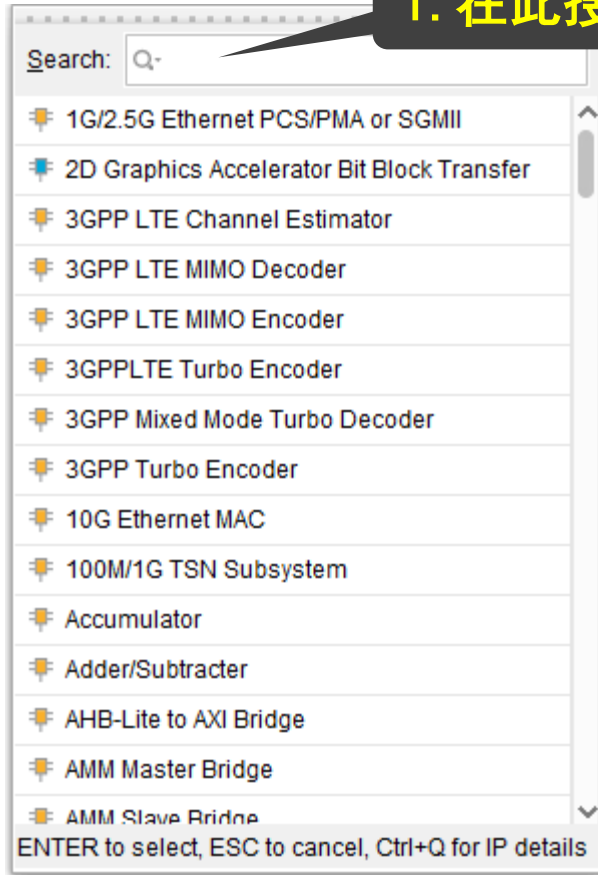 1. 在此
Search:
1G/2.5G Ethernet PCS/PMA or SGMII
2D Graphics Accelerator Bit Block Transfer
3GPP LTE Channel Estimator
3GPP LTE MIMO Decoder
3GPP LTE MIMO Encoder
3GPPLTE Turbo Encoder
3GPP Mixed Mode Turbo Decoder
3GPP Turbo Encoder
10G Ethernet MAC
100M/1G TSN Subsystem
Accumulator
Adder/Subtracter
AHB-Lite to AXI Bridge
AMM Master Bridge
AMM Slave Bridge
ENTER to select, ESC to cancel, Ctrl+Q for IP details